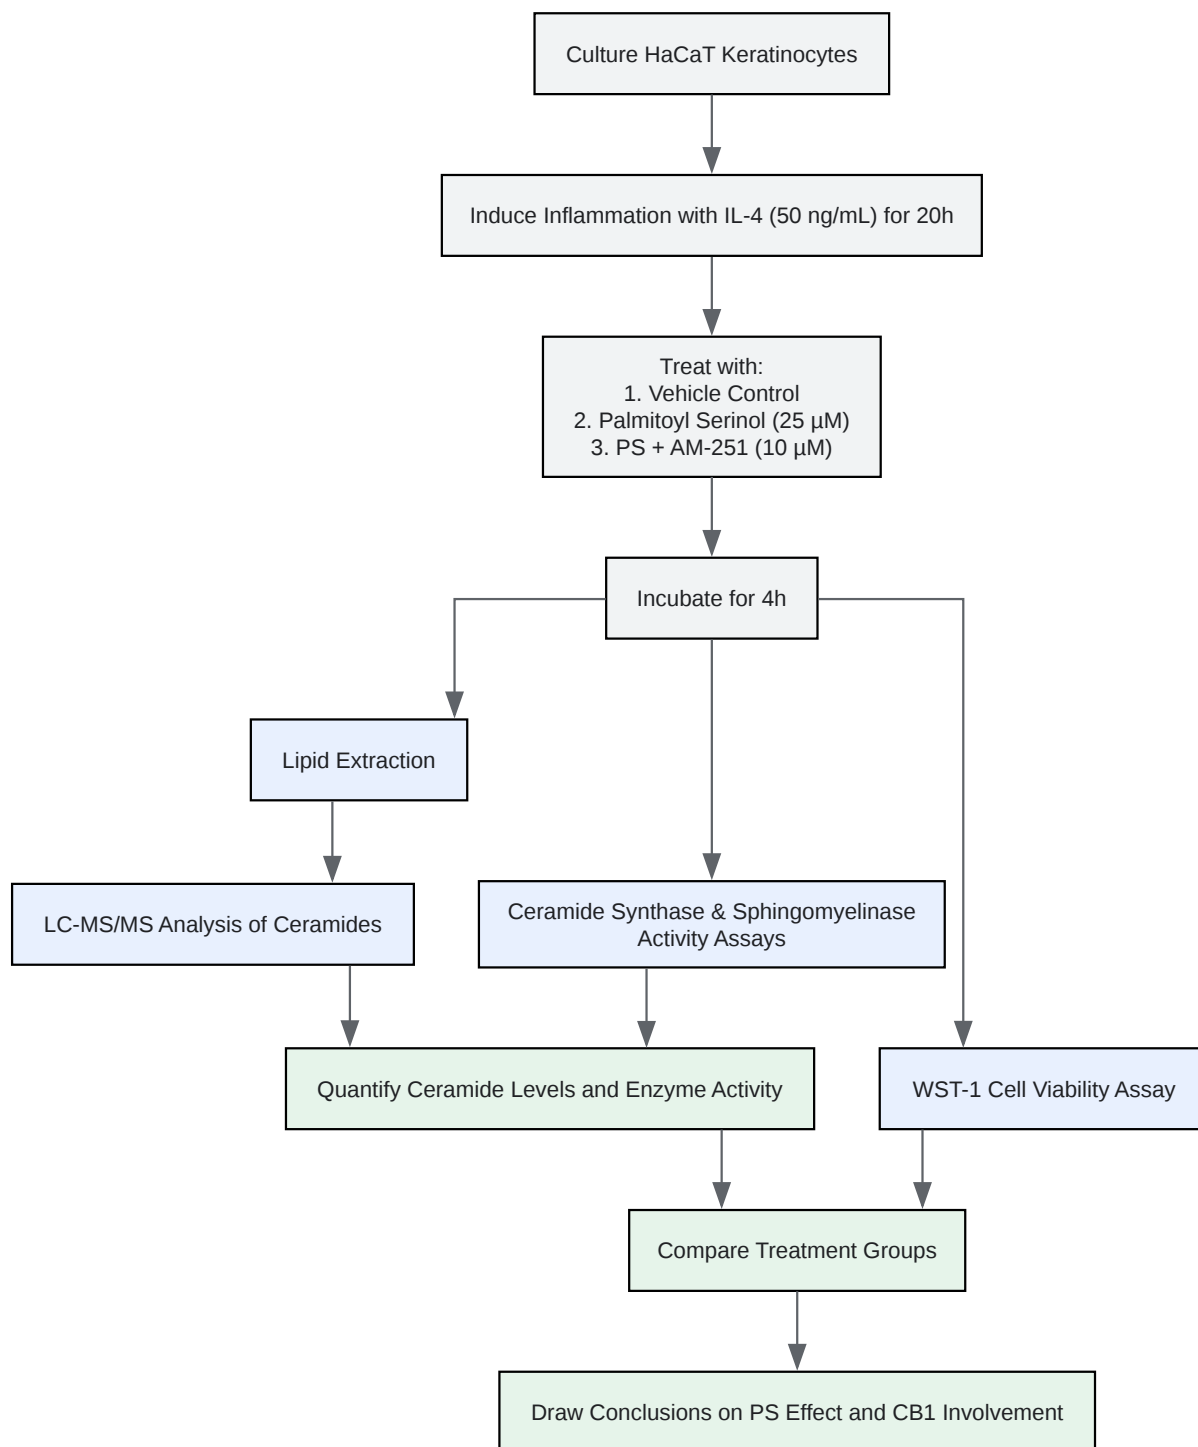 Culture HaCaT Keratinocytes
Induce Inflammation with IL-4 (50 ng/mL) for 20h
Treat with:
1. Vehicle Control
2. Palmitoyl Serinol (25 µM)
3. PS + AM-251 (10 µM)
Incubate for 4h
Lipid Extraction
LC-MS/MS Analysis of Ceramides
Ceramide Synthase & Sphingomyelinase
Activity Assays
Quantify Ceramide Levels and Enzyme Activity
WST-1 Cell Viability Assay
Compare Treatment Groups
Draw Conclusions on PS Effect and CB1 Involvement